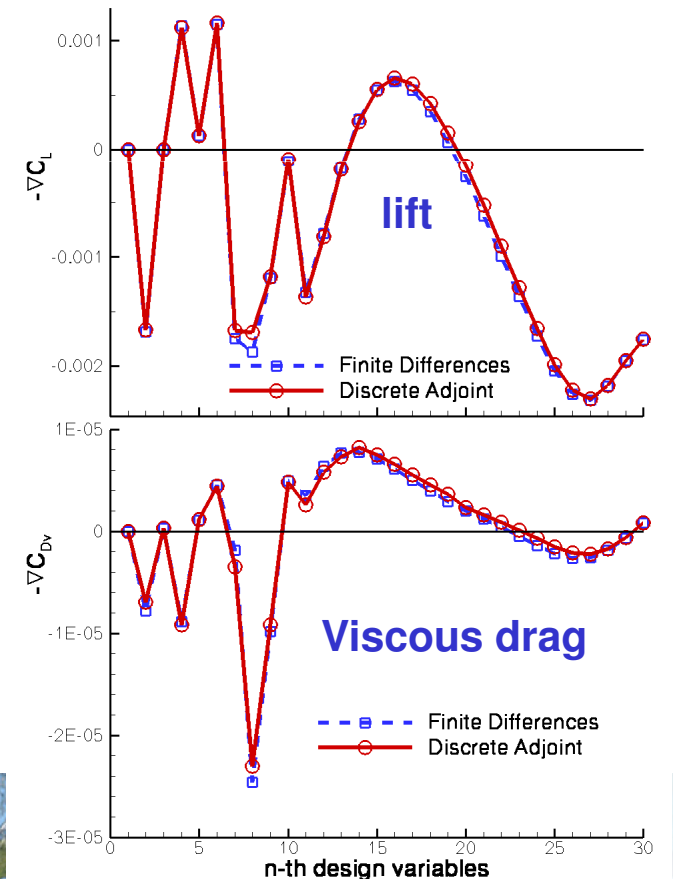 0.001
0
-0.001
-0.002
-∇C_L
lift
Finite Differences
Discrete Adjoint
1E-05
0
-1E-05
-2E-05
-3E-05
-∇C_Dv
Viscous drag
Finite Differences
Discrete Adjoint
0 5 10 15 20 25 30
n-th design variables